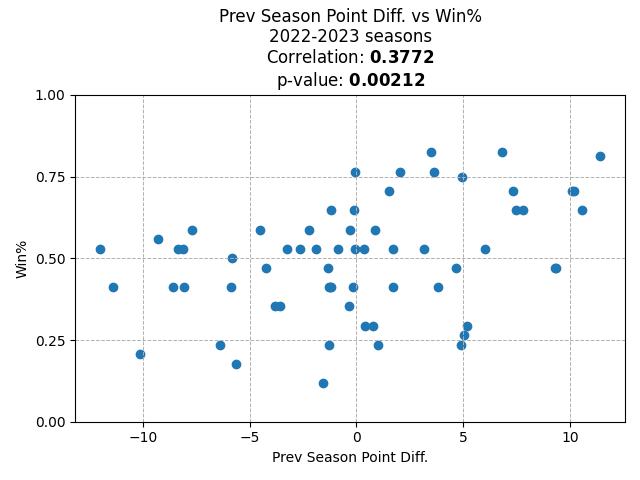 Prev Season Point Diff. vs Win%
2022-2023 seasons
Correlation: 0.3772
p-value: 0.00212
1.00
0.75
0.50
0.25
0.00
Win%
−10
−5
0
5
10
Prev Season Point Diff.